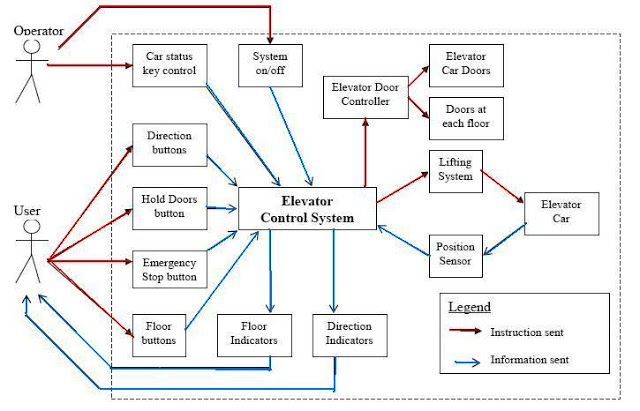 Operator
Car status
key control
System
on/off
Elevator
Car Doors
Elevator Door
Controller
Doors at
each floor
Direction
buttons
Lifting
System
User
Hold Doors
button
Elevator
Control System
Elevator
Car
Emergency
Stop button
Position
Sensor
Floor
buttons
Floor
Indicators
Direction
Indicators
Legend
Instruction sent
Information sent